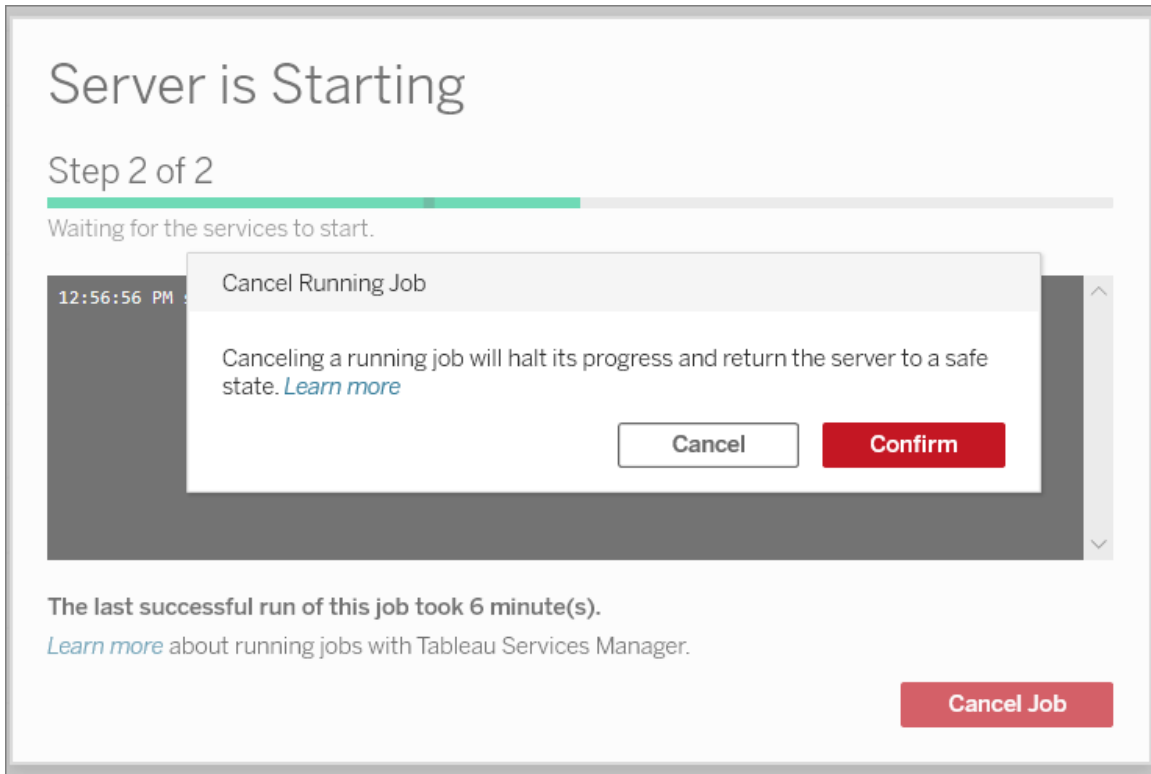 Server is Starting
Step 2 of 2
Waiting for the services to start.
12:56:56 PM
Cancel Running Job
Canceling a running job will halt its progress and return the server to a safe
state. Learn more
Cancel Confirm
The last successful run of this job took 6 minute(s).
Learn more about running jobs with Tableau Services Manager.
Cancel Job